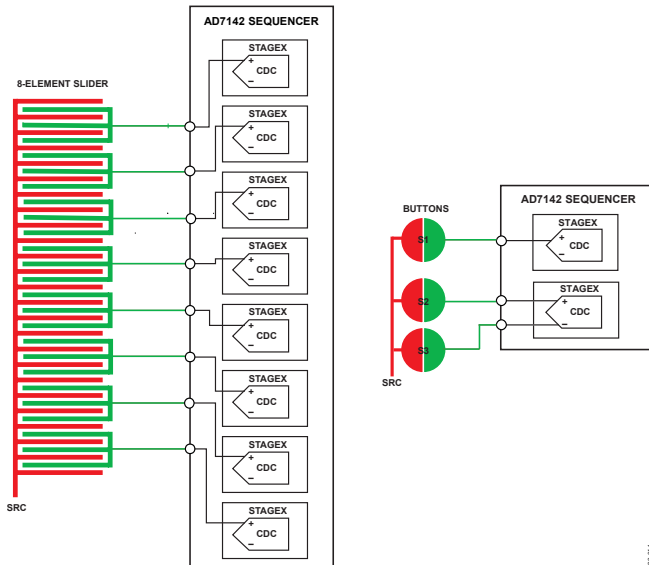 AD7142 SEQUENCER
8-ELEMENT SLIDER
STAGEX
+
CDC
−
STAGEX
+
CDC
−
STAGEX
+
CDC
−
STAGEX
+
CDC
−
STAGEX
+
CDC
−
STAGEX
+
CDC
−
STAGEX
+
CDC
−
STAGEX
+
CDC
−
SRC
BUTTONS
S1
S2
S3
SRC
AD7142 SEQUENCER
STAGEX
+
CDC
−
STAGEX
+
CDC
−